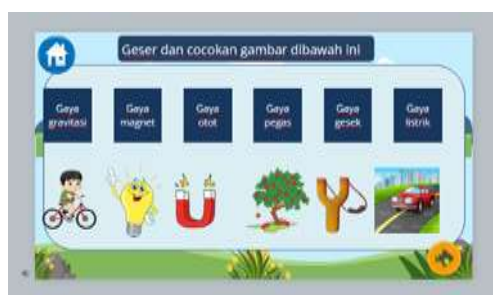 Geser dan cocokan gambar dibawah ini
Gaya
gravitasi
Gaya
magnet
Gaya
otot
Gaya
pegas
Gaya
gesek
Gaya
listrik